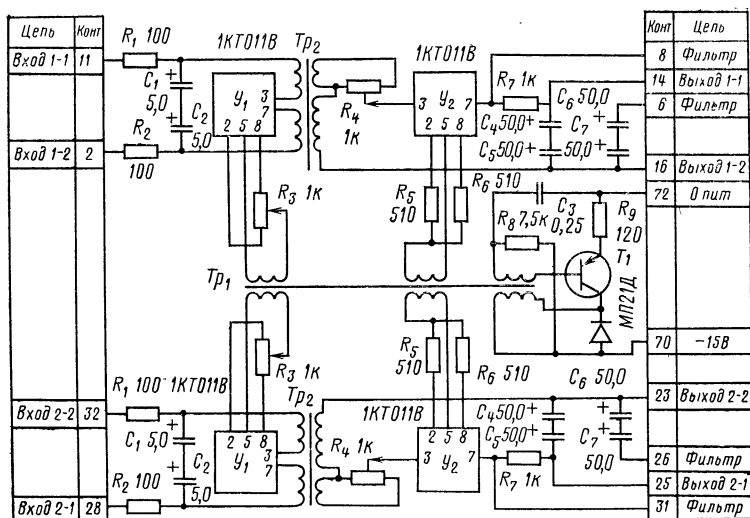 Цепь Конт
Вход 1-1 11
Вход 1-2 2
Вход 2-2 32
Вход 2-1 28
R1 100
C1
5,0
C2
5,0
R2
100
1КТ011В
У1
3
7
2 5 8
Тр2
R4
1к
1КТ011В
У2
3 7
2 5 8
R7 1к
C6 50,0
C4 50,0
C7
C5 50,0
50,0
R3 1к
R5
510
R6 510
C3
0,25
R8 7,5к
R9
120
T1
МП21Д
Тр1
Конт Цепь
8 Фильтр
14 Выход 1-1
6 Фильтр
16 Выход 1-2
72 0 пит
70 −15В
23 Выход 2-2
26 Фильтр
25 Выход 2-1
31 Фильтр
R3 1к
R5
510
R6 510
C6 50,0
R1 100
1КТ011В
Тр2
1КТ011В
C1 5,0
C2
5,0
R2 100
2 5 8
У1
3
7
R4 1к
2 5 8
3 У2 7
C4 50,0
C5 50,0
C7
50,0
R7 1к